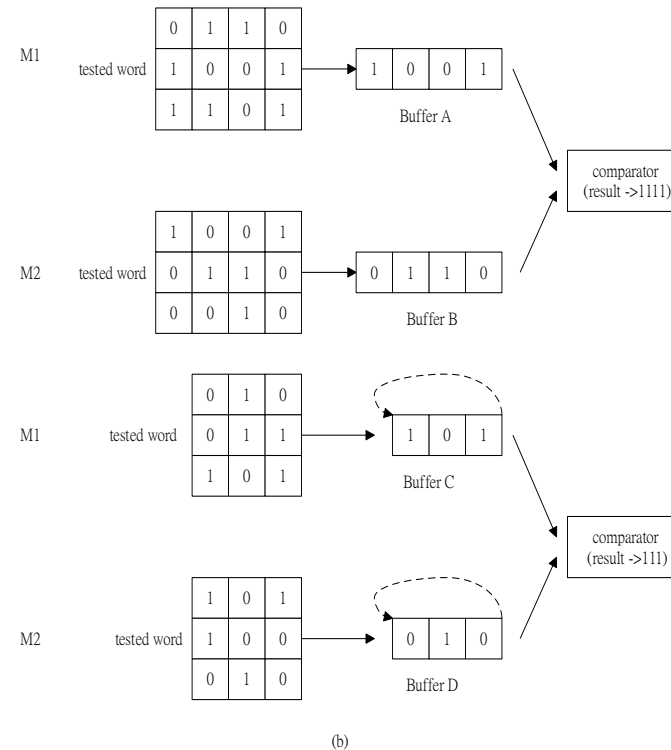 0 1 1 0
M1
tested word 1 0 0 1 1 0 0 1
1 1 0 1
Buffer A
comparator
(result ->1111)
1 0 0 1
M2 tested word 0 1 1 0 0 1 1 0
0 0 1 0
Buffer B
0 1 0
M1 tested word 0 1 1 1 0 1
1 0 1
Buffer C
comparator
(result ->111)
1 0 1
M2 tested word 1 0 0 0 1 0
0 1 0
Buffer D
(b)